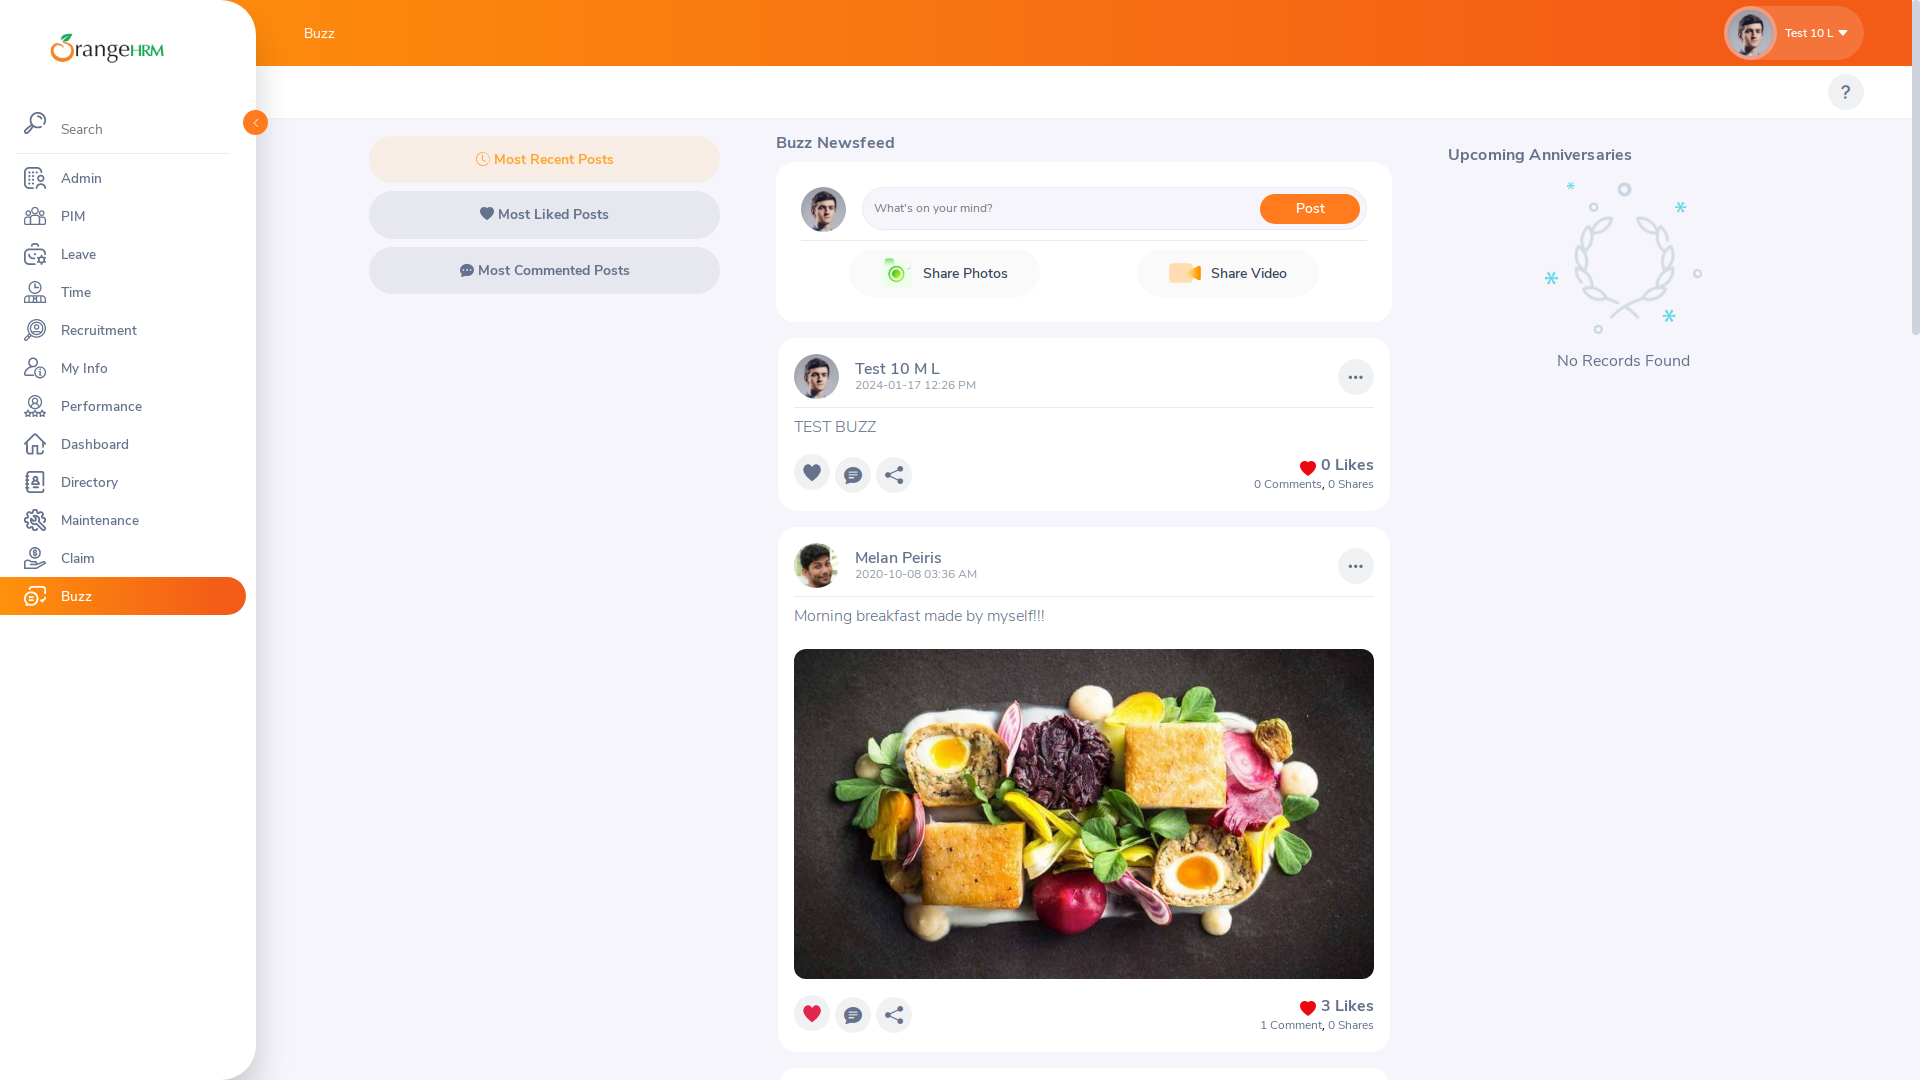 OrangeHRM
Search
Admin
PIM
Leave
Time
Recruitment
My Info
Performance
Dashboard
Directory
Maintenance
Claim
Buzz
Buzz
Test 10 L
?
Most Recent Posts
Most Liked Posts
Most Commented Posts
Buzz Newsfeed
What's on your mind?
Post
Share Photos
Share Video
Test 10 M L
2024-01-17 12:26 PM
TEST BUZZ
0 Likes
0 Comments, 0 Shares
Melan Peiris
2020-10-08 03:36 AM
Morning breakfast made by myself!!!
3 Likes
1 Comment, 0 Shares
Upcoming Anniversaries
No Records Found